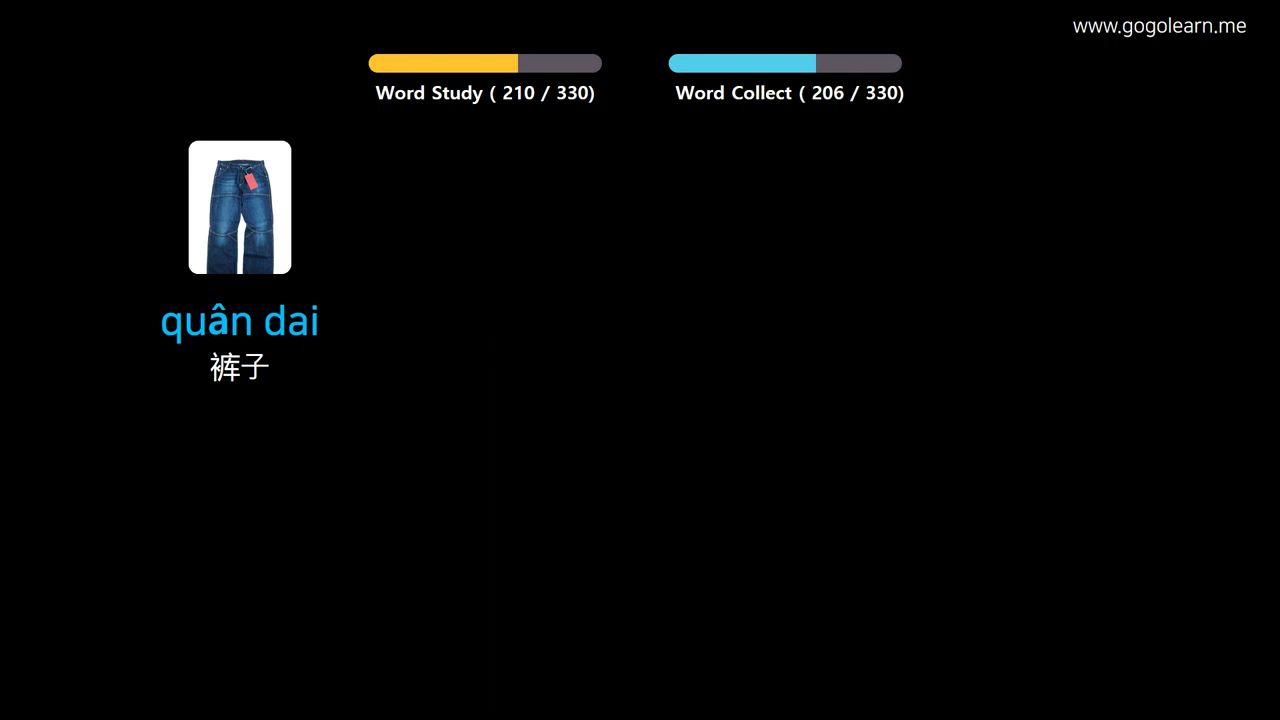 www.gogolearn.me
Word Study ( 210 / 330)
Word Collect ( 206 / 330)
quân dai
裤子